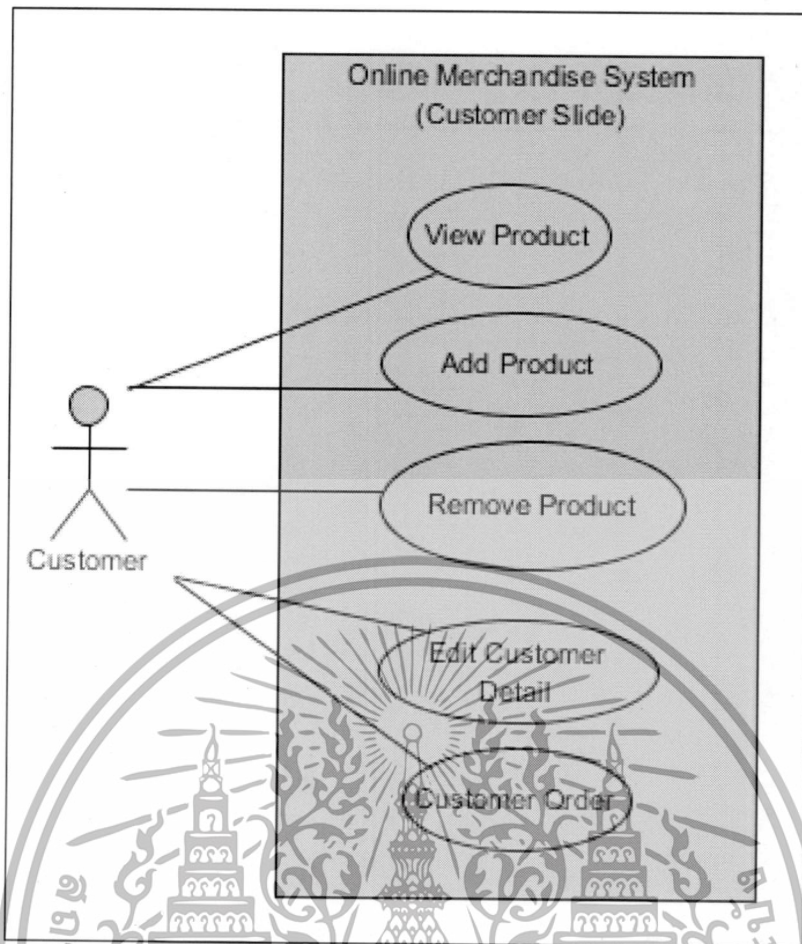 Online Merchandise System
(Customer Slide)
View Product
Add Product
Remove Product
Customer
Edit Customer
Detail
Customer Order